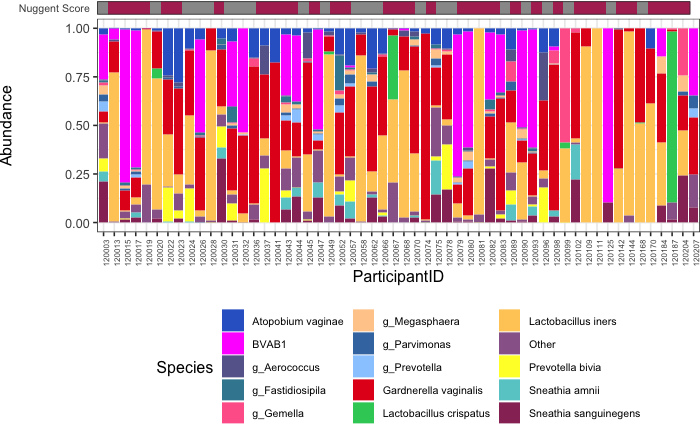 Nuggent Score
1.00
0.75
0.50
0.25
0.00
Abundance
120003 120013 120015 120017 120019 120020 120022 120023 120024 120026 120028 120030 120031 120032 120036 120037 120041 120043 120044 120045 120047 120049 120052 120057 120058 120062 120066 120067 120068 120070 120074 120075 120078 120079 120080 120081 120082 120083 120089 120090 120093 120096 120098 120099 120102 120109 120111 120125 120142 120144 120168 120170 120184 120187 120204 120207
ParticipantID
Species
Atopobium vaginae
BVAB1
g_Aerococcus
g_Fastidiosipila
g_Gemella
g_Megasphaera
g_Parvimonas
g_Prevotella
Gardnerella vaginalis
Lactobacillus crispatus
Lactobacillus iners
Other
Prevotella bivia
Sneathia amnii
Sneathia sanguinegens